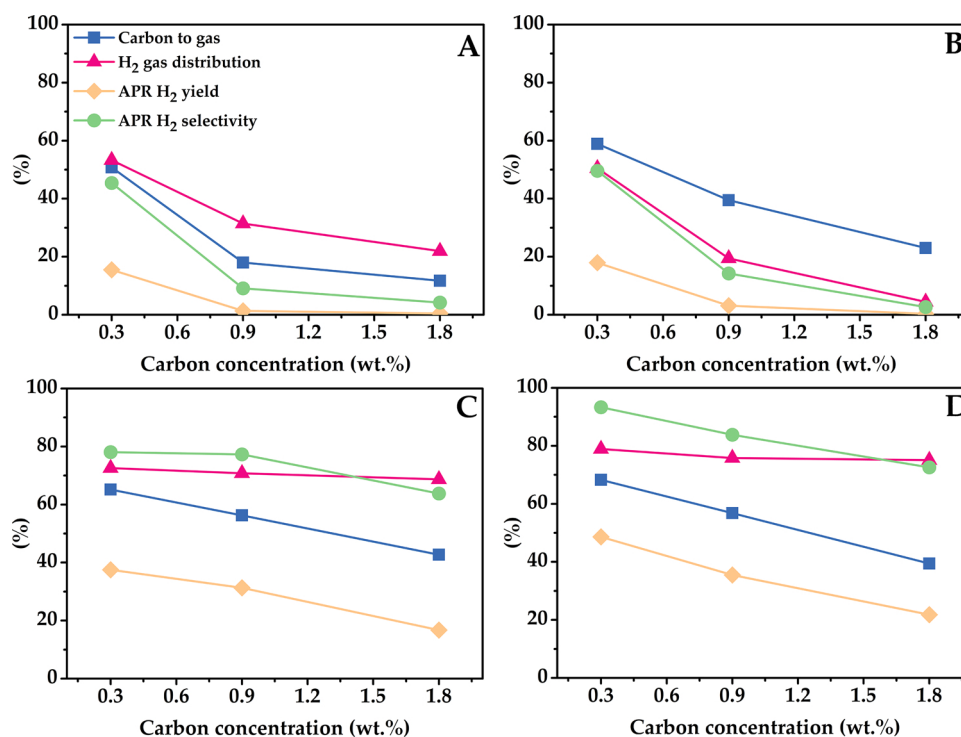 A
Carbon to gas
H2 gas distribution
APR H2 yield
APR H2 selectivity
100
80
60
40
20
0
(%)
0.3 0.6 0.9 1.2 1.5 1.8
Carbon concentration (wt.%)
B
100
80
60
40
20
0
(%)
0.3 0.6 0.9 1.2 1.5 1.8
Carbon concentration (wt.%)
C
100
80
60
40
20
0
(%)
0.3 0.6 0.9 1.2 1.5 1.8
Carbon concentration (wt.%)
D
100
80
60
40
20
0
(%)
0.3 0.6 0.9 1.2 1.5 1.8
Carbon concentration (wt.%)